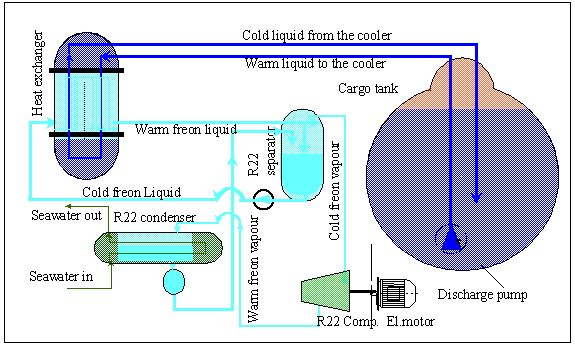 Cold liquid from the cooler
Warm liquid to the cooler
Heat exchanger
Cargo tank
Warm freon liquid
R22
separator
Cold freon vapour
Cold freon Liquid
Seawater out
R22 condenser
Warm freon vapour
Seawater in
Discharge pump
R22 Comp. El.motor